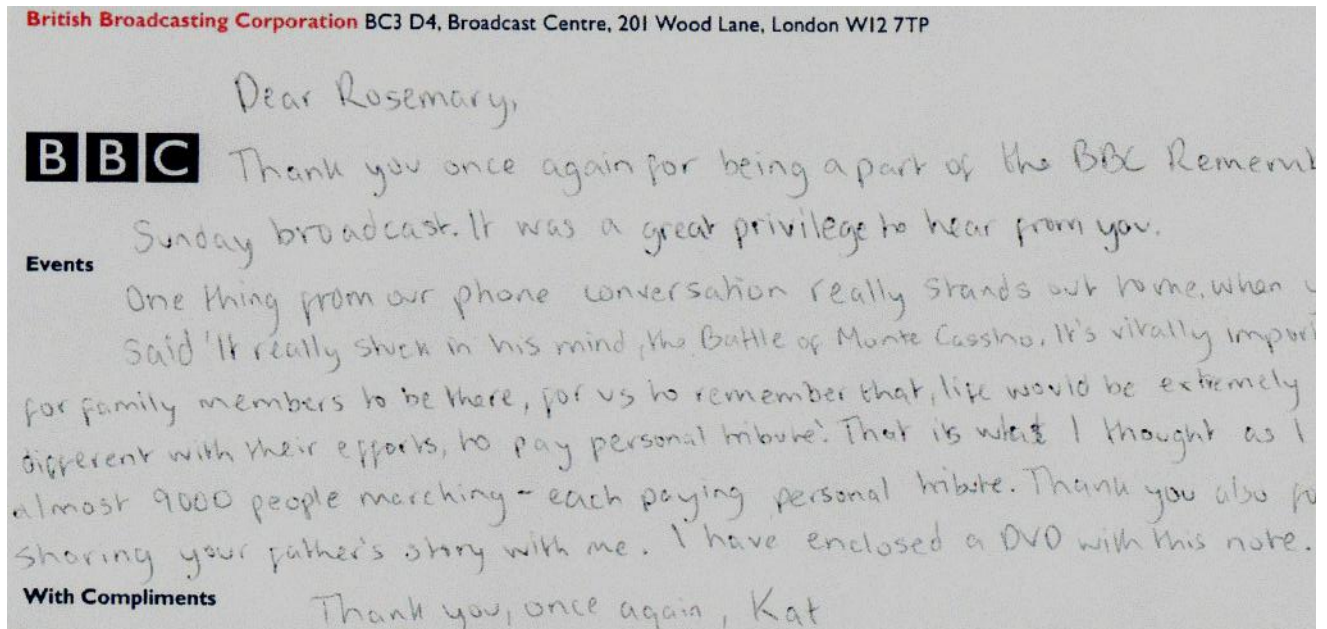 British Broadcasting Corporation BC3 D4, Broadcast Centre, 201 Wood Lane, London W12 7TP
Dear Rosemary,
BBC
Thank you once again for being a part of the BBC Rememb
Sunday broadcast. It was a great privilege to hear from you.
Events
One thing from our phone conversation really stands out to me, when
said 'It really stuck in his mind, the Battle of Monte Cassino. It's vitally import
for family members to be there, for us to remember that, life would be extremely
different with their efforts, to pay personal tribute'. That is what I thought as I
almost 9000 people marching - each paying personal tribute. Thank you also fo
sharing your father's story with me. I have enclosed a DVD with this note.
With Compliments
Thank you, once again, Kat